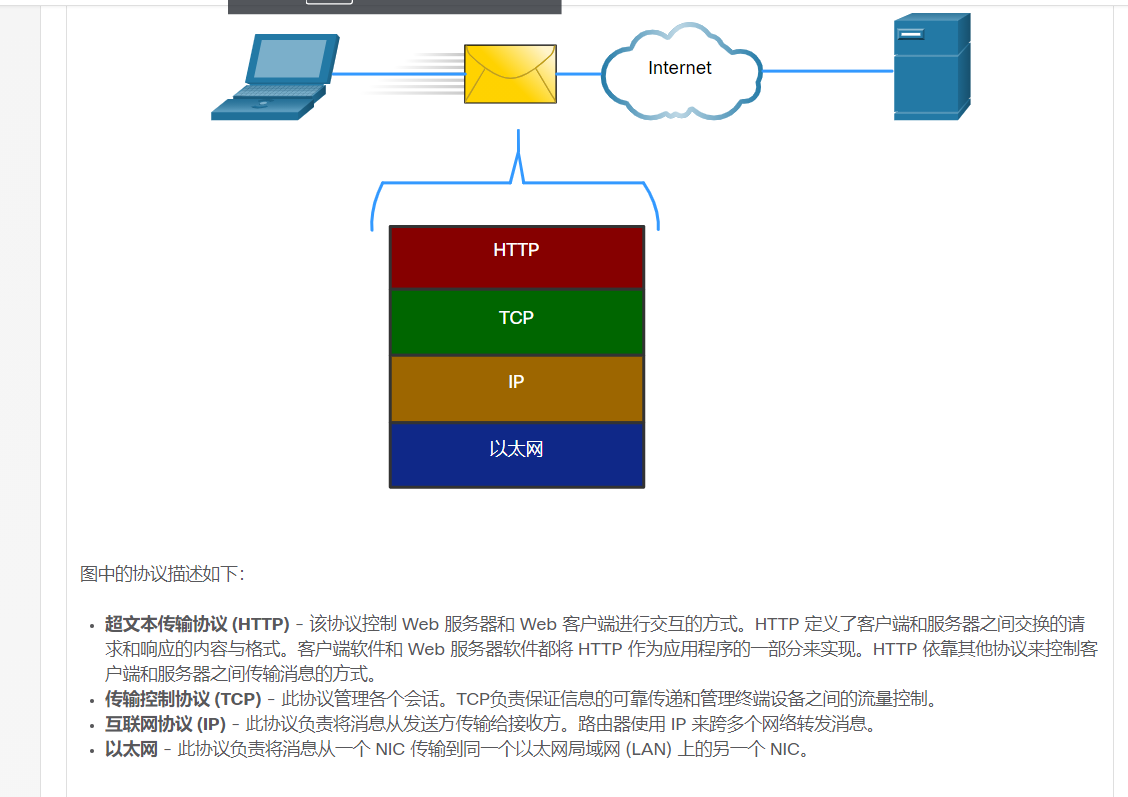 Internet
HTTP
TCP
IP
以太网
图中的协议描述如下：
超文本传输协议 (HTTP) - 该协议控制 Web 服务器和 Web 客户端进行交互的方式。HTTP 定义了客户端和服务器之间交换的请
求和响应的内容与格式。客户端软件和 Web 服务器软件都将 HTTP 作为应用程序的一部分来实现。HTTP 依靠其他协议来控制客
户端和服务器之间传输消息的方式。
传输控制协议 (TCP) - 此协议管理各个会话。TCP负责保证信息的可靠传递和管理终端设备之间的流量控制。
互联网协议 (IP) - 此协议负责将消息从发送方传输给接收方。路由器使用 IP 来跨多个网络转发消息。
以太网 - 此协议负责将消息从一个 NIC 传输到同一个以太网局域网 (LAN) 上的另一个 NIC。